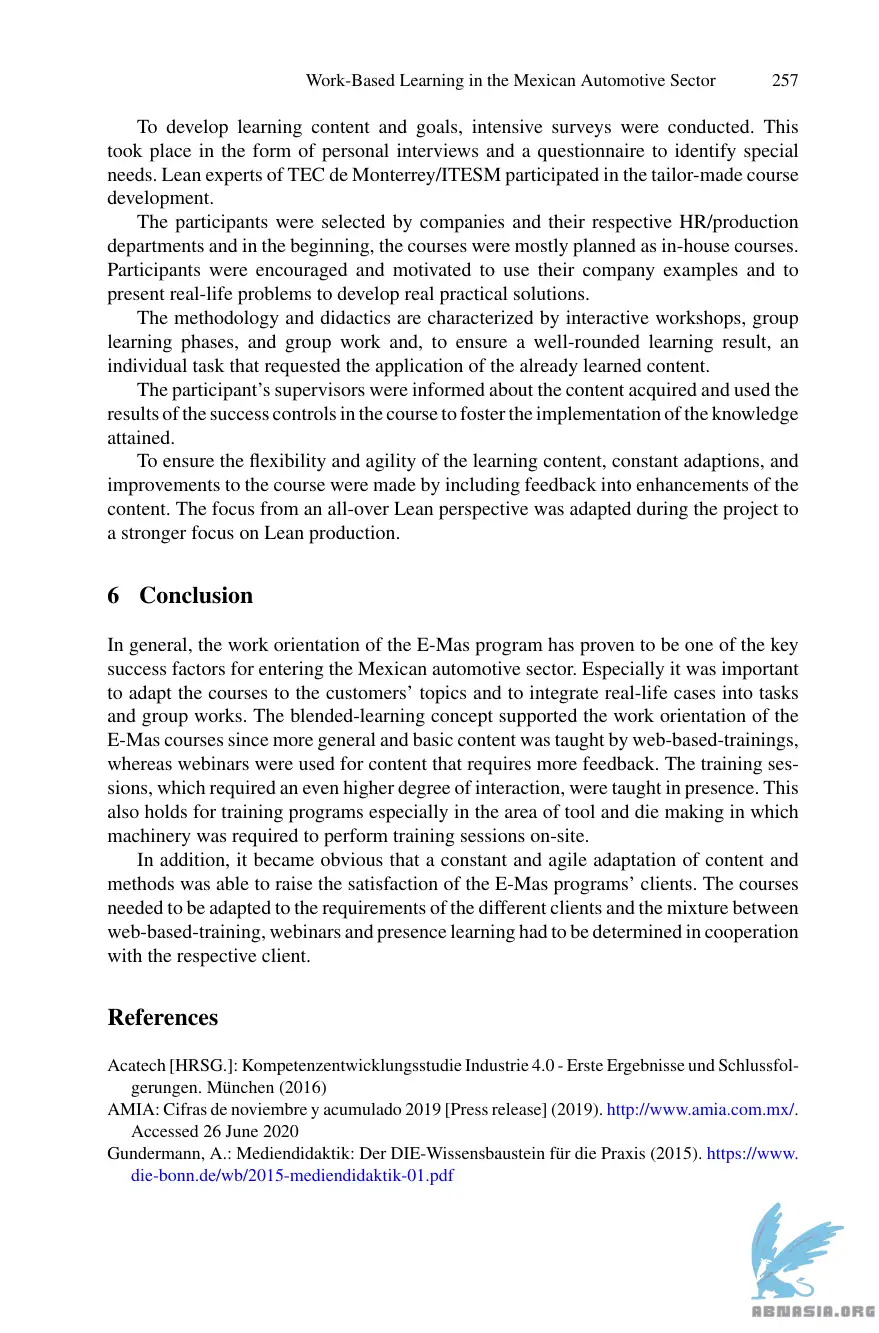 Work-Based Learning in the Mexican Automotive Sector 257
To develop learning content and goals, intensive surveys were conducted. This
took place in the form of personal interviews and a questionnaire to identify special
needs. Lean experts of TEC de Monterrey/ITESM participated in the tailor-made course
development.
The participants were selected by companies and their respective HR/production
departments and in the beginning, the courses were mostly planned as in-house courses.
Participants were encouraged and motivated to use their company examples and to
present real-life problems to develop real practical solutions.
The methodology and didactics are characterized by interactive workshops, group
learning phases, and group work and, to ensure a well-rounded learning result, an
individual task that requested the application of the already learned content.
The participant's supervisors were informed about the content acquired and used the
results of the success controls in the course to foster the implementation of the knowledge
attained.
To ensure the flexibility and agility of the learning content, constant adaptions, and
improvements to the course were made by including feedback into enhancements of the
content. The focus from an all-over Lean perspective was adapted during the project to
a stronger focus on Lean production.
6 Conclusion
In general, the work orientation of the E-Mas program has proven to be one of the key
success factors for entering the Mexican automotive sector. Especially it was important
to adapt the courses to the customers' topics and to integrate real-life cases into tasks
and group works. The blended-learning concept supported the work orientation of the
E-Mas courses since more general and basic content was taught by web-based-trainings,
whereas webinars were used for content that requires more feedback. The training ses-
sions, which required an even higher degree of interaction, were taught in presence. This
also holds for training programs especially in the area of tool and die making in which
machinery was required to perform training sessions on-site.
In addition, it became obvious that a constant and agile adaptation of content and
methods was able to raise the satisfaction of the E-Mas programs' clients. The courses
needed to be adapted to the requirements of the different clients and the mixture between
web-based-training, webinars and presence learning had to be determined in cooperation
with the respective client.
References
Acatech [HRSG.]: Kompetenzentwicklungsstudie Industrie 4.0 - Erste Ergebnisse und Schlussfol-
gerungen. München (2016)
AMIA: Cifras de noviembre y acumulado 2019 [Press release] (2019). http://www.amia.com.mx/.
Accessed 26 June 2020
Gundermann, A.: Mediendidaktik: Der DIE-Wissensbaustein für die Praxis (2015). https://www.
die-bonn.de/wb/2015-mediendidaktik-01.pdf
ABNASIA.ORG